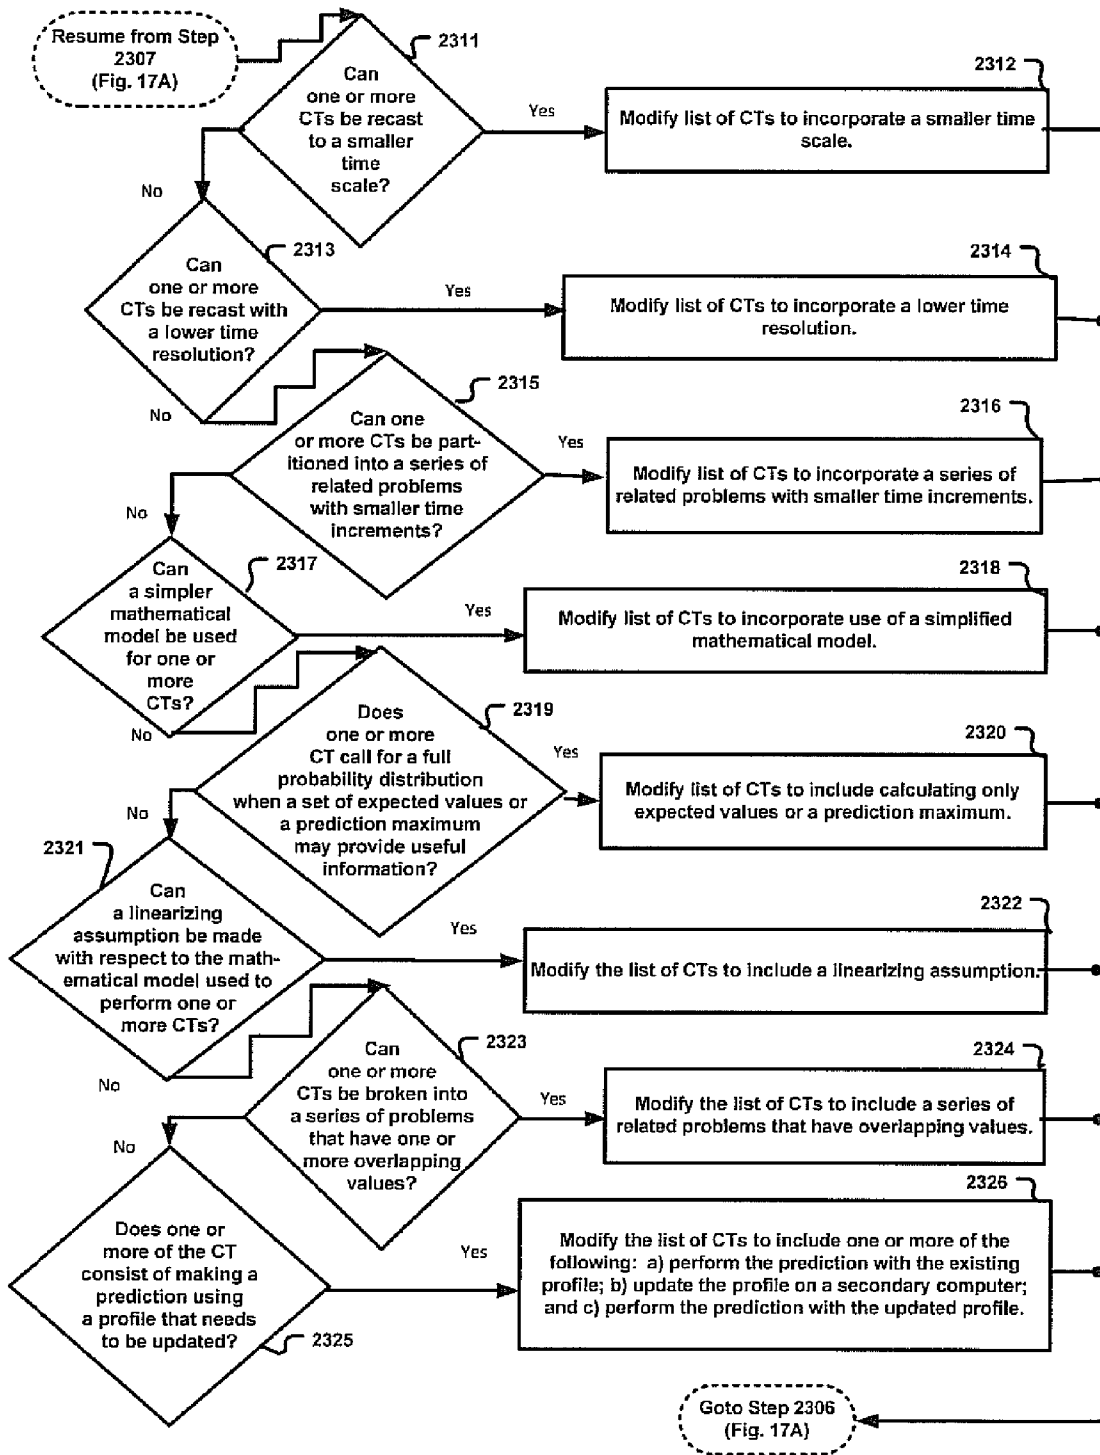 Resume from Step
2307
(Fig. 17A)
2311
Can
one or more
CTs be recast
to a smaller
time
scale?
Yes
2312
Modify list of CTs to incorporate a smaller time
scale.
No
2313
Can
one or more
CTs be recast with
a lower time
resolution?
Yes
2314
Modify list of CTs to incorporate a lower time
resolution.
No
2315
Can one
or more CTs be part-
itioned into a series of
related problems
with smaller time
increments?
Yes
2316
Modify list of CTs to incorporate a series of
related problems with smaller time increments.
No
2317
Can
a simpler
mathematical
model be used
for one or
more
CTs?
Yes
2318
Modify list of CTs to incorporate use of a simplified
mathematical model.
No
2319
Does
one or more
CT call for a full
probability distribution
when a set of expected values or
a prediction maximum
may provide useful
information?
Yes
2320
Modify list of CTs to include calculating only
expected values or a prediction maximum.
No
2321
Can
a linearizing
assumption be made
with respect to the math-
ematical model used to
perform one or
more CTs?
Yes
2322
Modify the list of CTs to include a linearizing assumption.
No
2323
Can
one or more
CTs be broken into
a series of problems
that have one or
more overlapping
values?
Yes
2324
Modify the list of CTs to include a series of
related problems that have overlapping values.
No
2325
Does one or
more of the CT
consist of making a
prediction using
a profile that needs
to be updated?
Yes
2326
Modify the list of CTs to include one or more of the
following: a) perform the prediction with the existing
profile; b) update the profile on a secondary computer;
and c) perform the prediction with the updated profile.
Goto Step 2306
(Fig. 17A)